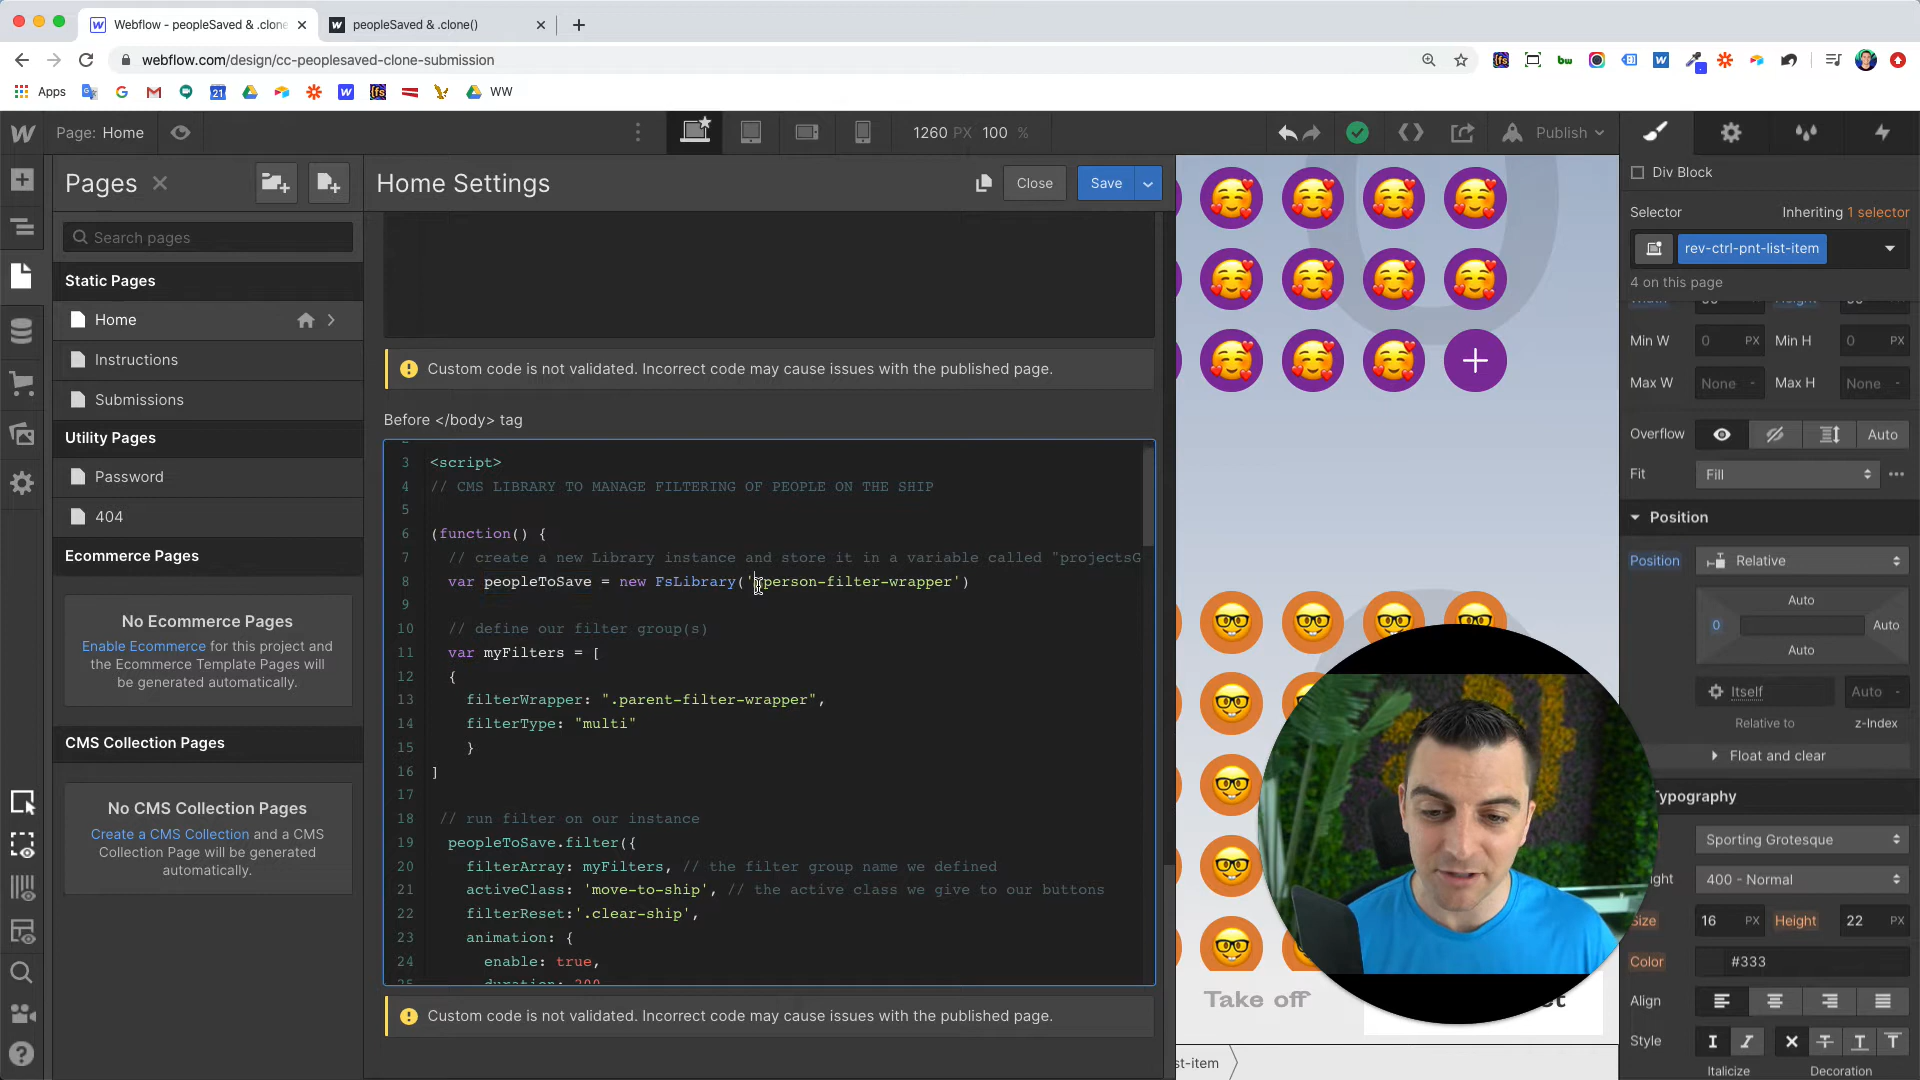 Webflow - peopleSaved & .clone
peopleSaved & .clone()
webflow.com/design/cc-peoplesaved-clone-submission
Apps
WW
Page: Home
1260 PX 100 %
Publish
Pages
Home Settings
Close
Save
Div Block
Search pages
Selector
Inheriting 1 selector
rev-ctrl-pnt-list-item
4 on this page
Static Pages
Home
Instructions
Submissions
Utility Pages
Password
404
Ecommerce Pages
No Ecommerce Pages
Enable Ecommerce for this project and
the Ecommerce Template Pages will
be generated automatically.
CMS Collection Pages
No CMS Collection Pages
Create a CMS Collection and a CMS
Collection Page will be generated
automatically.
Custom code is not validated. Incorrect code may cause issues with the published page.
Before </body> tag
3 <script>
4 // CMS LIBRARY TO MANAGE FILTERING OF PEOPLE ON THE SHIP
5
6 (function() {
7 // create a new Library instance and store it in a variable called "projectsG
8 var peopleToSave = new FsLibrary('.person-filter-wrapper')
9
10 // define our filter group(s)
11 var myFilters = [
12 {
13 filterWrapper: ".parent-filter-wrapper",
14 filterType: "multi"
15 }
16 ]
17
18 // run filter on our instance
19 peopleToSave.filter({
20 filterArray: myFilters, // the filter group name we defined
21 activeClass: 'move-to-ship', // the active class we give to our buttons
22 filterReset:'.clear-ship',
23 animation: {
24 enable: true,
Custom code is not validated. Incorrect code may cause issues with the published page.
Take off
st-item
Min W 0 PX Min H 0 PX
Max W None - Max H None -
Overflow Auto
Fit Fill
Position
Position Relative
Auto
0 Auto
Auto
Itself Auto -
Relative to z-Index
Float and clear
Typography
Sporting Grotesque
400 - Normal
Size 16 PX Height 22 PX
Color #333
Align
Style
Italicize Decoration